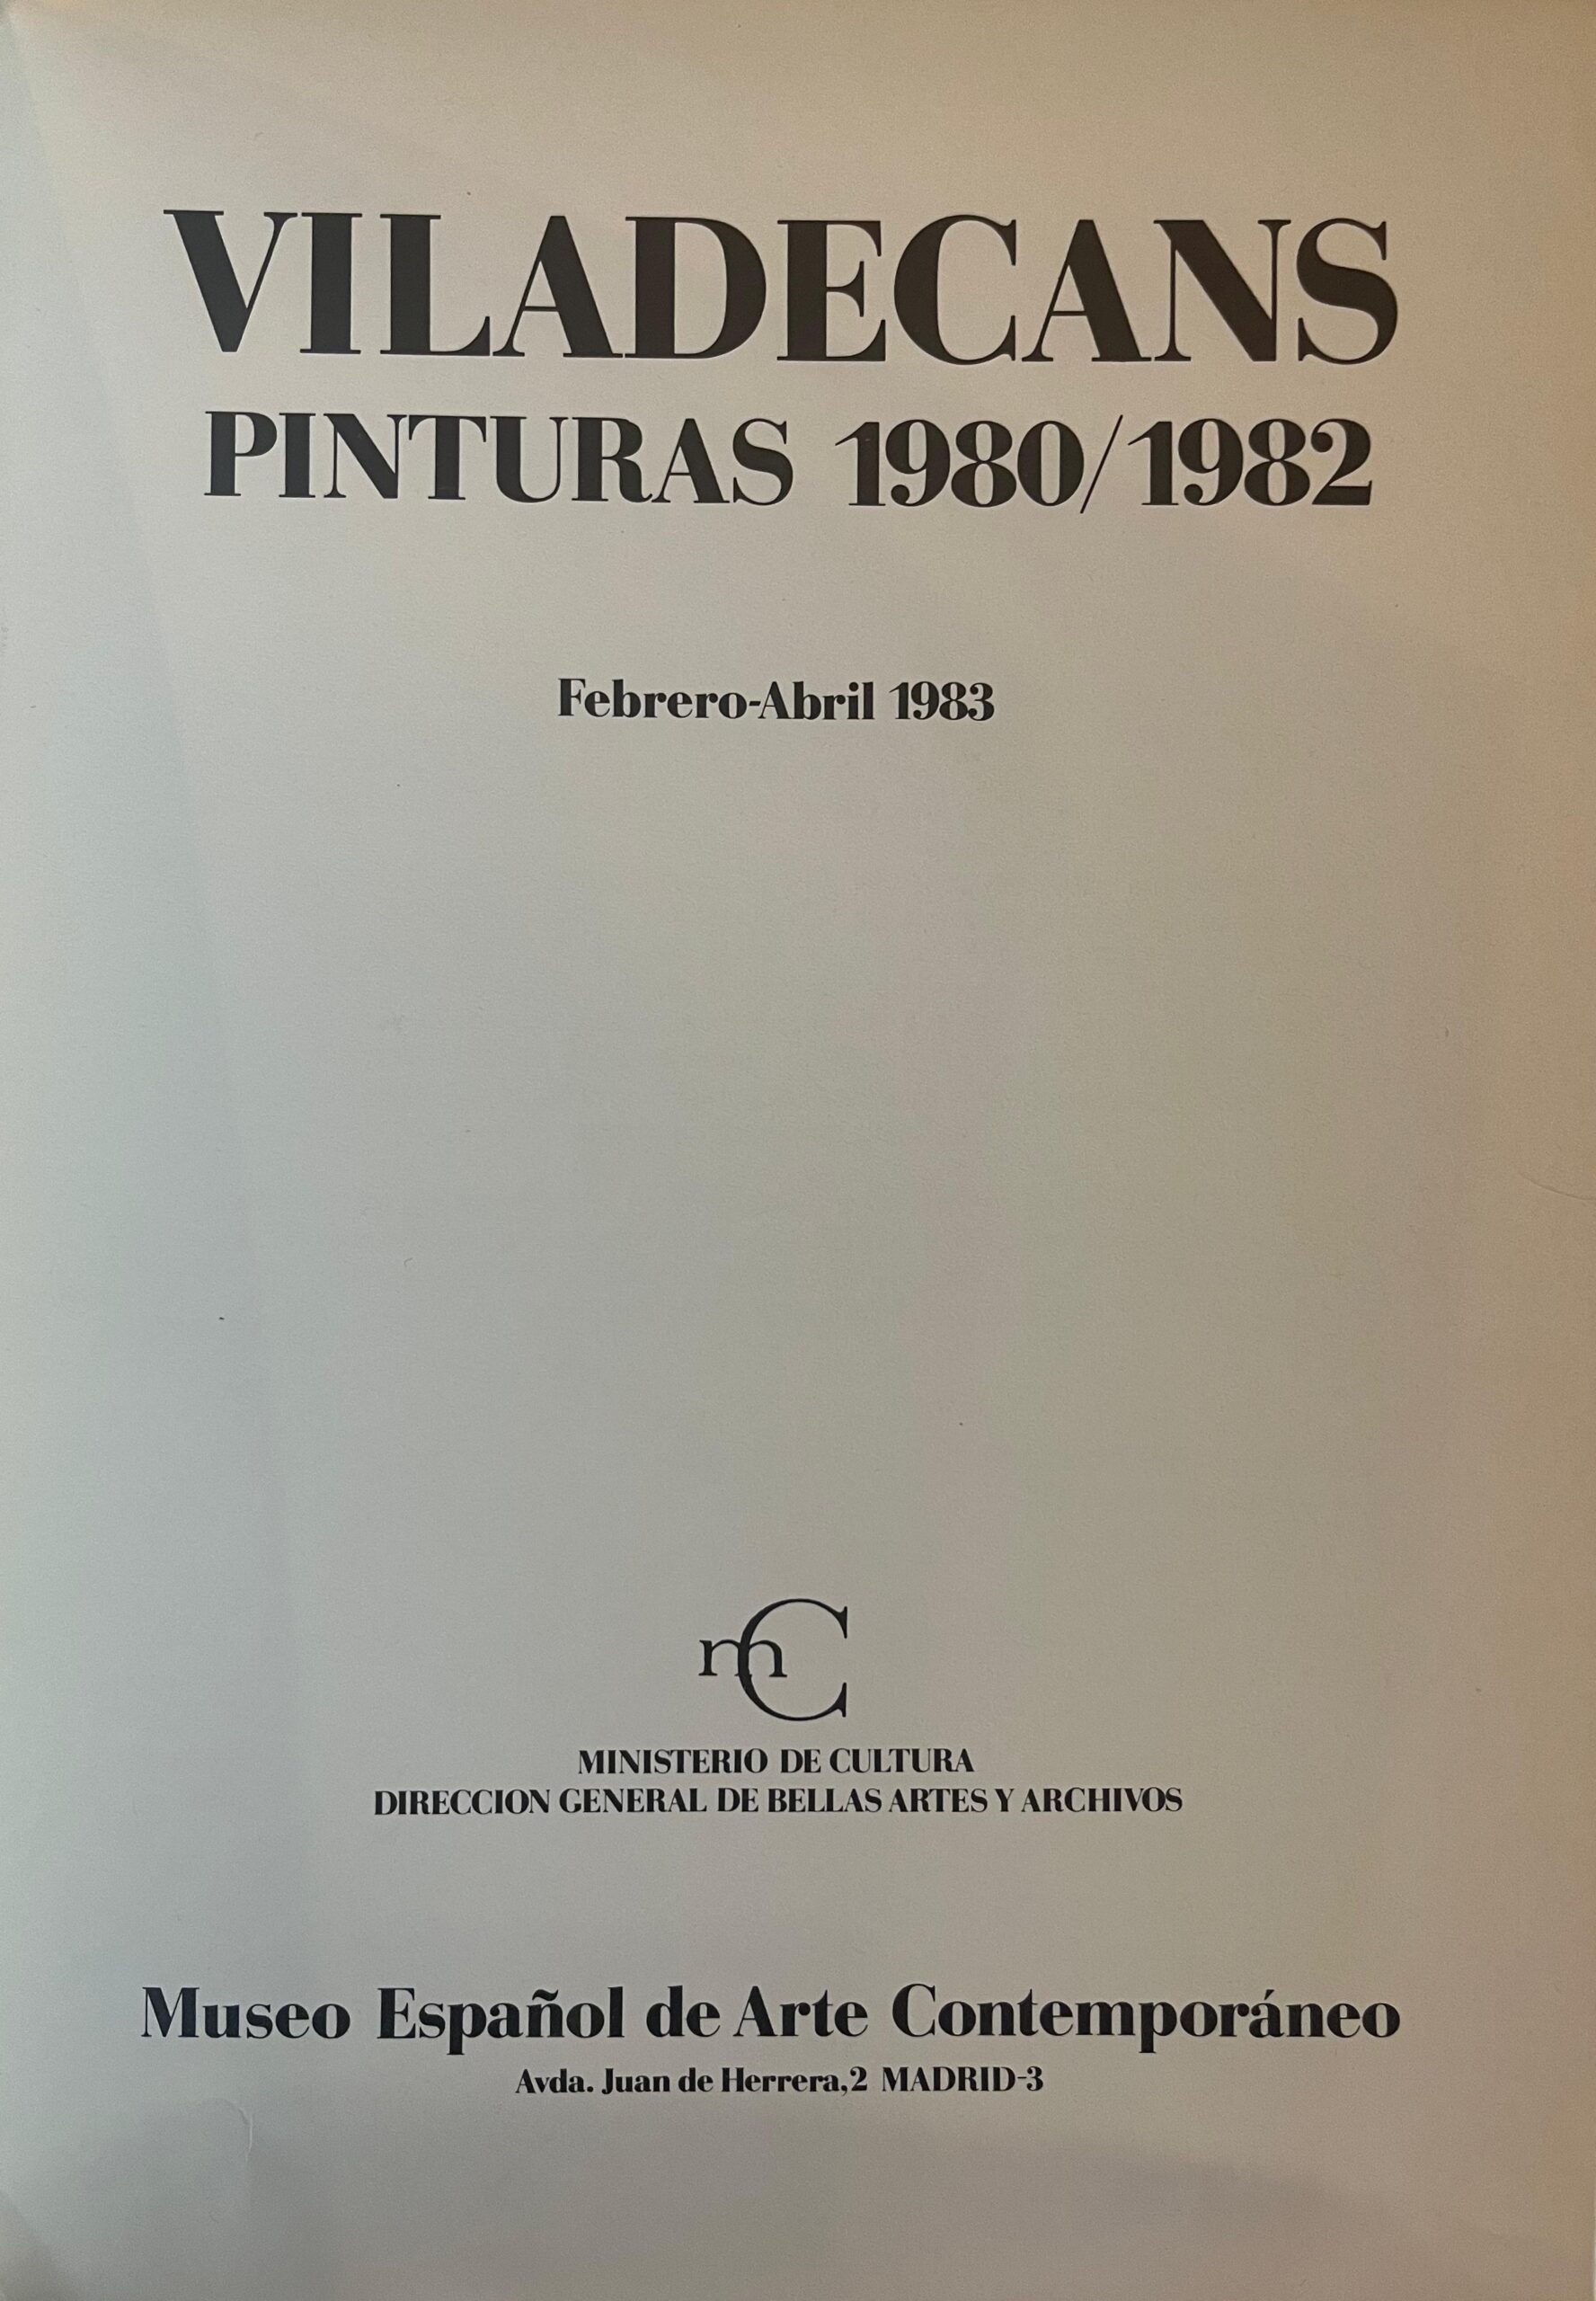 VILADECANS
PINTURAS 1980/1982
Febrero-Abril 1983
mC
MINISTERIO DE CULTURA
DIRECCION GENERAL DE BELLAS ARTES Y ARCHIVOS
Museo Español de Arte Contemporáneo
Avda. Juan de Herrera,2 MADRID-3